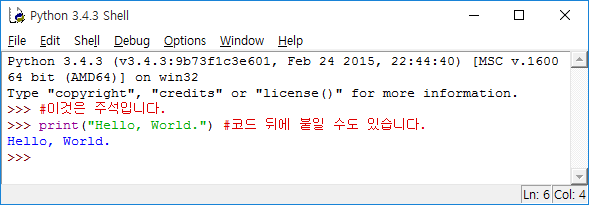 Python 3.4.3 Shell
File Edit Shell Debug Options Window Help
Python 3.4.3 (v3.4.3:9b73f1c3e601, Feb 24 2015, 22:44:40) [MSC v.1600
64 bit (AMD64)] on win32
Type "copyright", "credits" or "license()" for more information.
>>> #이것은 주석입니다.
>>> print("Hello, World.") #코드 뒤에 붙일 수도 있습니다.
Hello, World.
>>>
Ln: 6 Col: 4